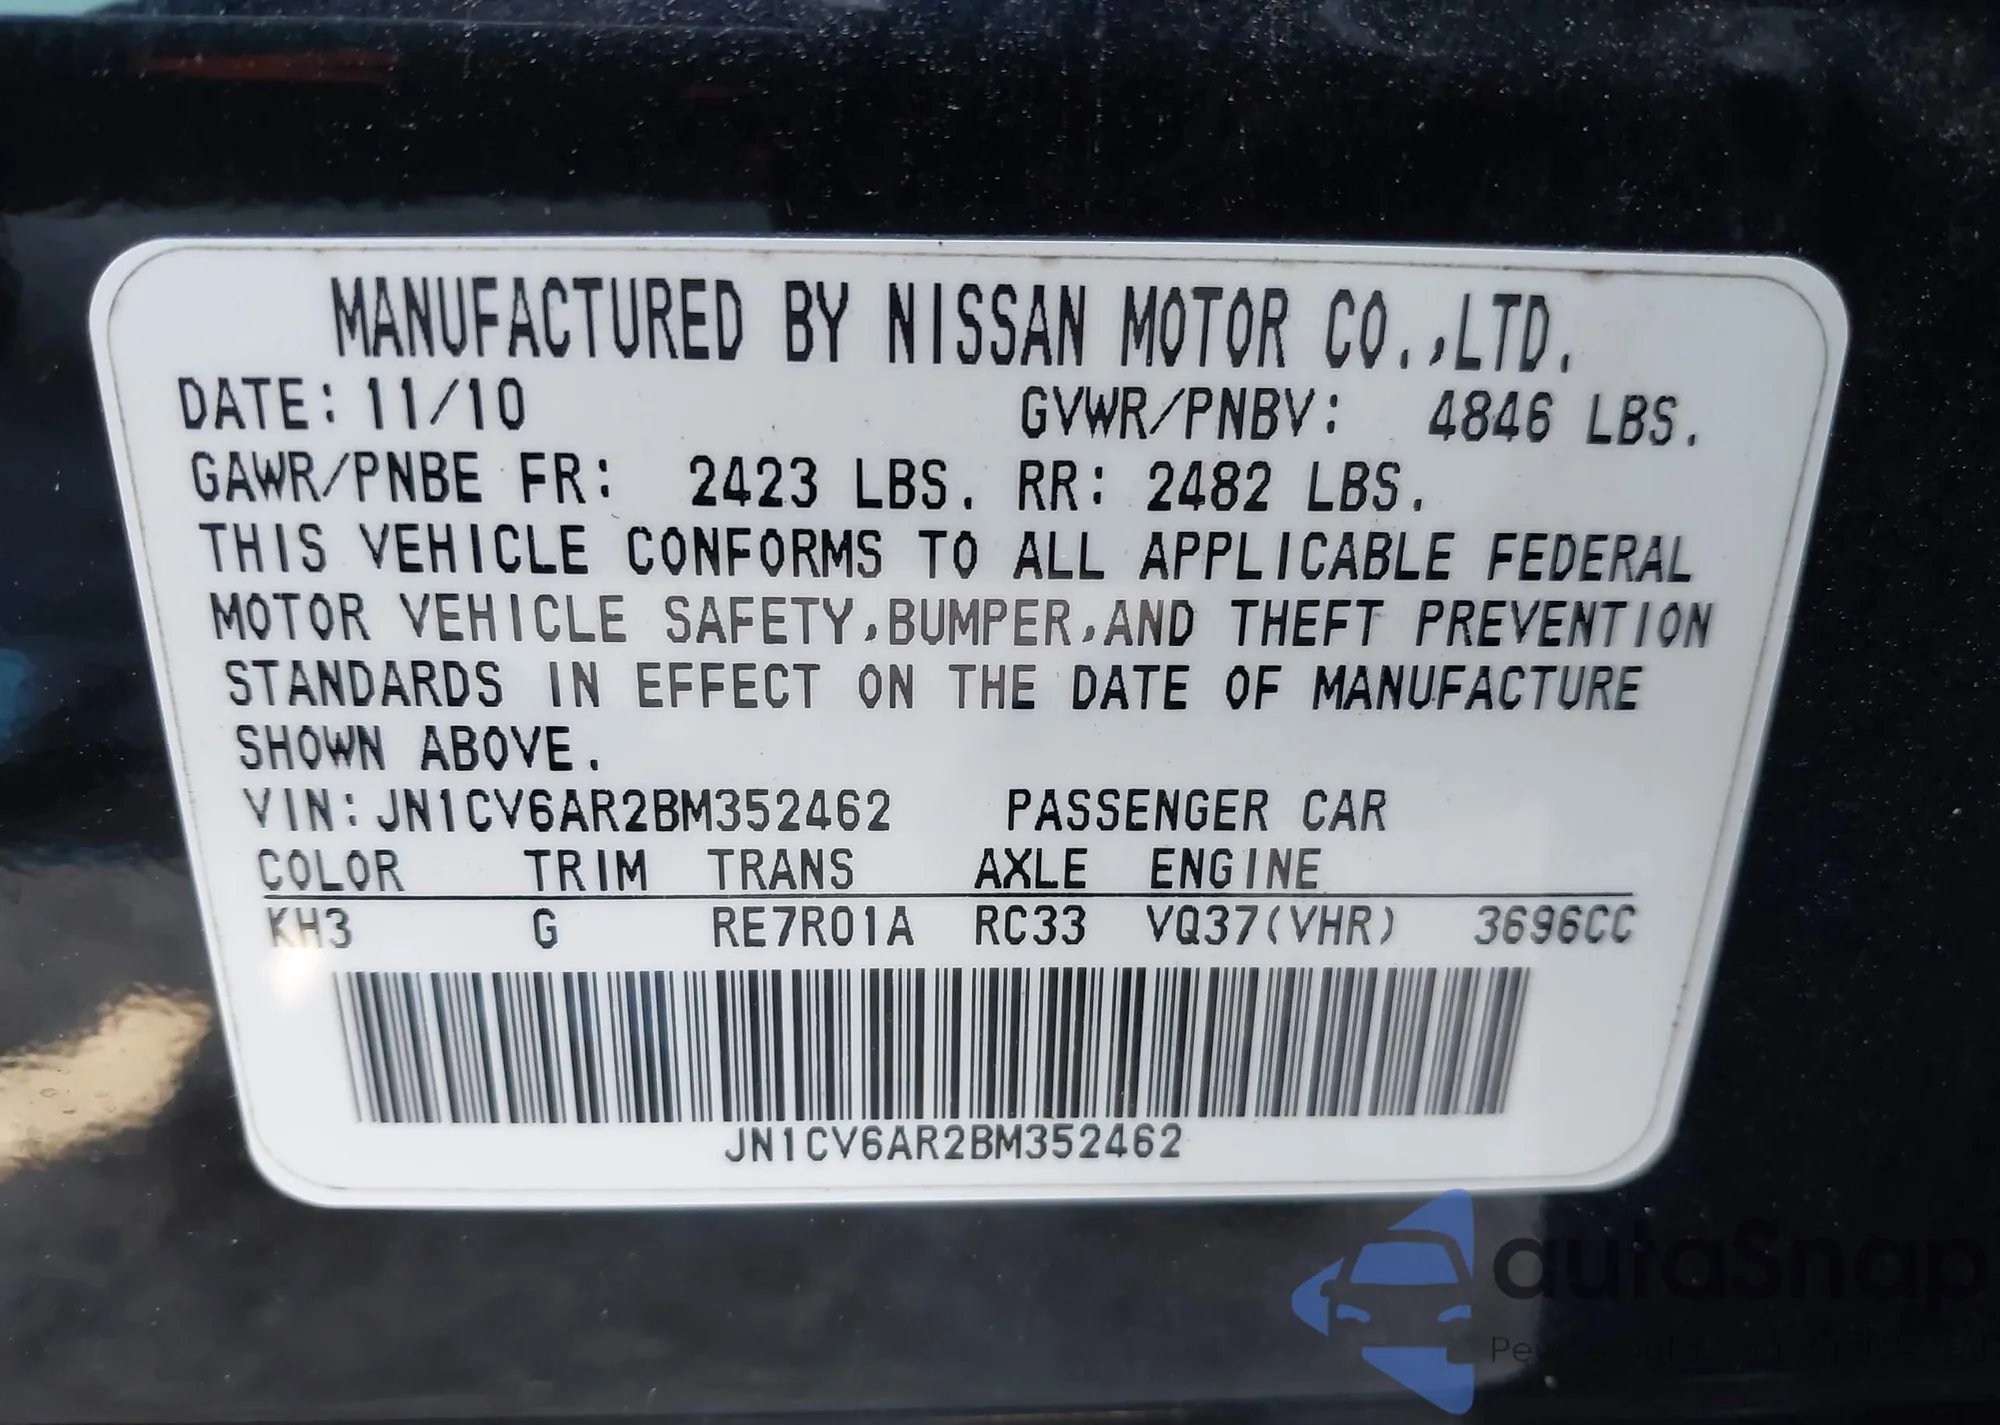 MANUFACTURED BY NISSAN MOTOR CO.,LTD.
DATE: 11/10 GVWR/PNBV: 4846 LBS.
GAWR/PNBE FR: 2423 LBS. RR: 2482 LBS.
THIS VEHICLE CONFORMS TO ALL APPLICABLE FEDERAL
MOTOR VEHICLE SAFETY,BUMPER,AND THEFT PREVENTION
STANDARDS IN EFFECT ON THE DATE OF MANUFACTURE
SHOWN ABOVE.
VIN:JN1CV6AR2BM352462 PASSENGER CAR
COLOR TRIM TRANS AXLE ENGINE
KH3 G RE7R01A RC33 VQ37(VHR) 3696CC
JN1CV6AR2BM352462
autaSnap